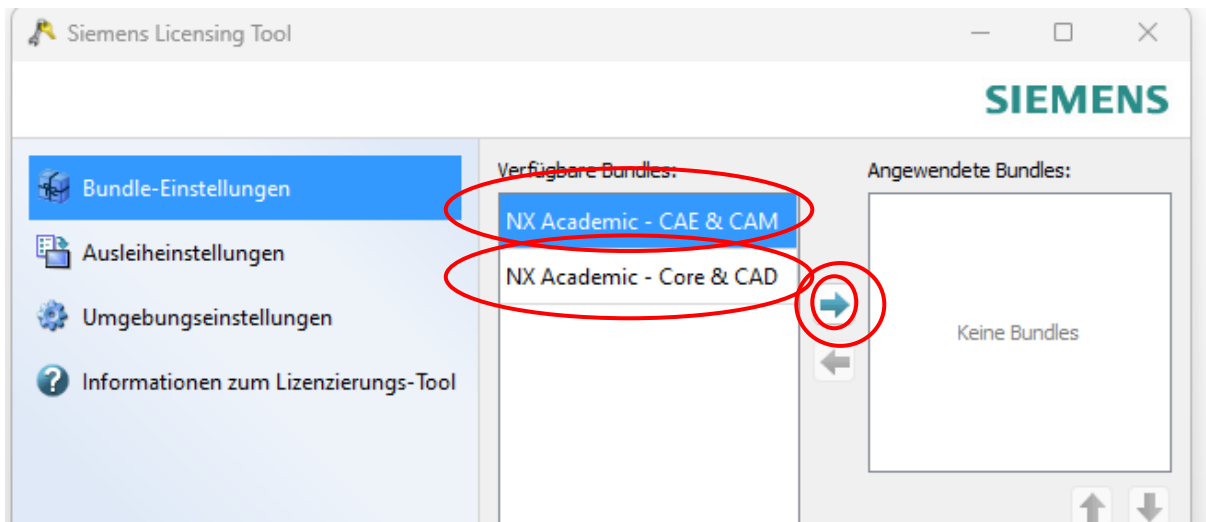 Siemens Licensing Tool
SIEMENS
Bundle-Einstellungen
Ausleiheinstellungen
Umgebungseinstellungen
Informationen zum Lizenzierungs-Tool
Verfügbare Bundles:
NX Academic - CAE & CAM
NX Academic - Core & CAD
Angewendete Bundles:
Keine Bundles